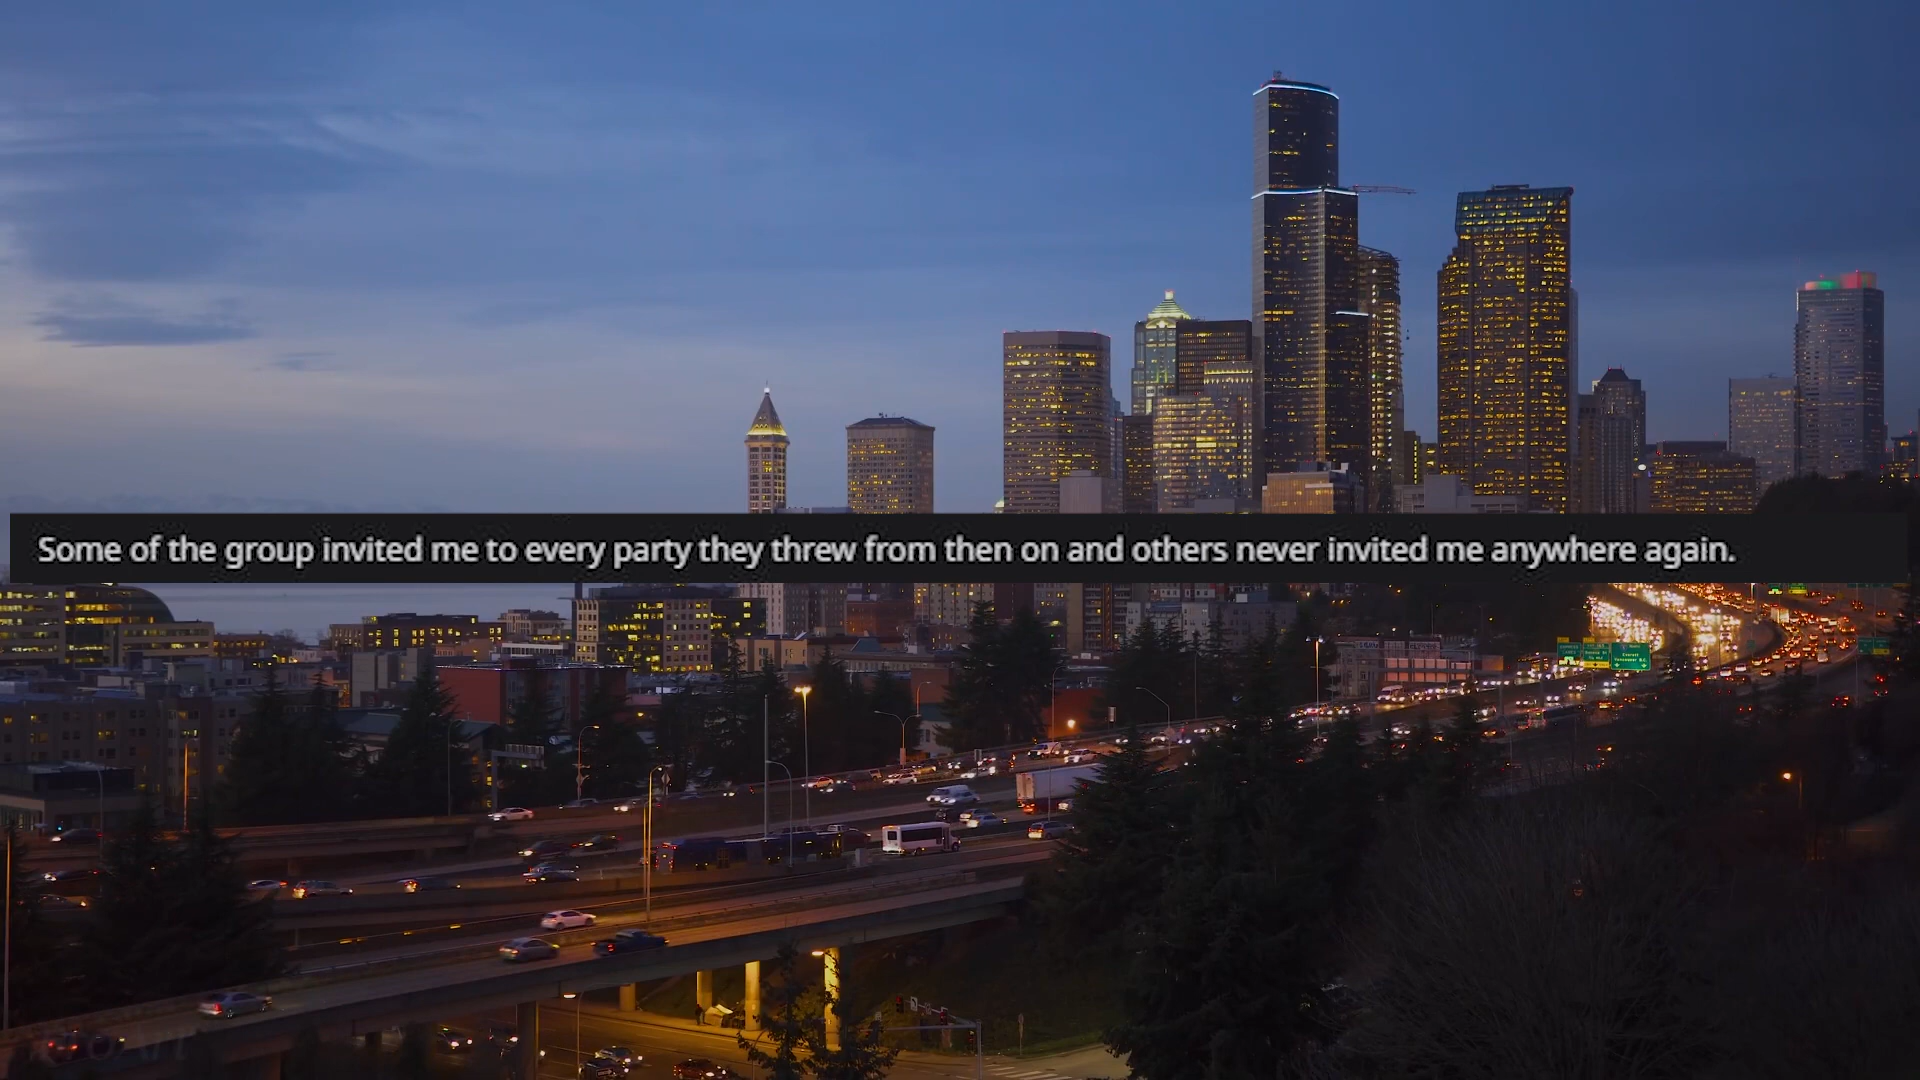 Some of the group invited me to every party they threw from then on and others never invited me anywhere again.